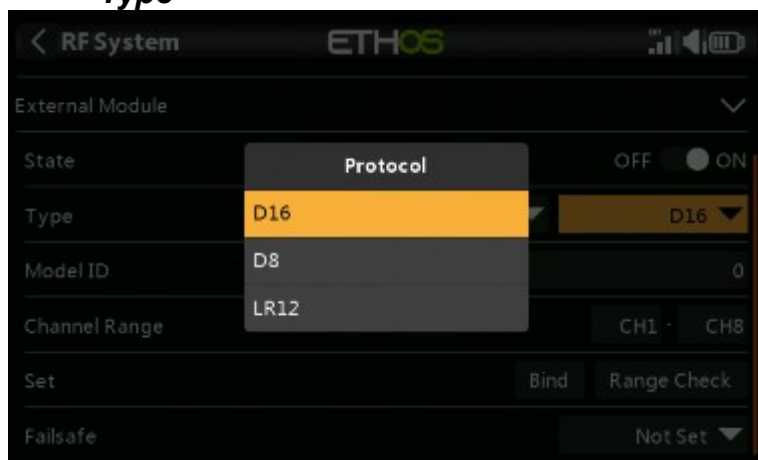 Type
< RF System ETHOS
External Module
State OFF ON
Protocol
Type D16
D16
D8
LR12
Model ID 0
Channel Range CH1 - CH8
Set Bind Range Check
Failsafe Not Set